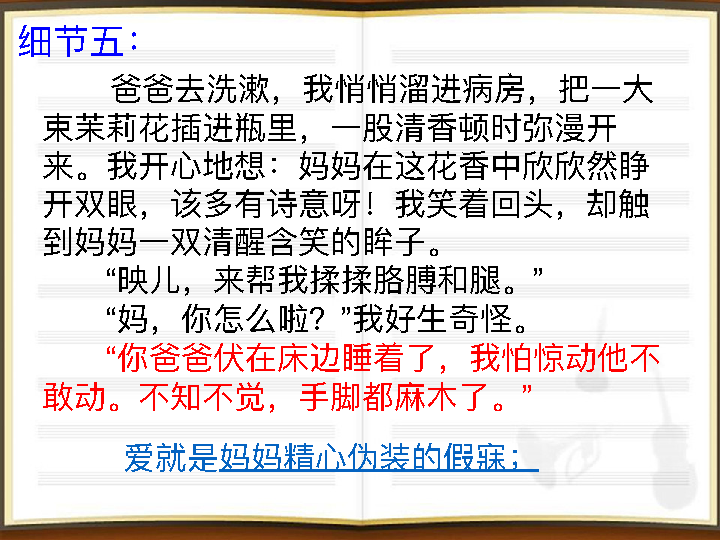 细节五：
爸爸去洗漱，我悄悄溜进病房，把一大
束茉莉花插进瓶里，一股清香顿时弥漫开
来。我开心地想：妈妈在这花香中欣欣然睁
开双眼，该多有诗意呀！我笑着回头，却触
到妈妈一双清醒含笑的眸子。
“映儿，来帮我揉揉胳膊和腿。”
“妈，你怎么啦？”我好生奇怪。
“你爸爸伏在床边睡着了，我怕惊动他不
敢动。不知不觉，手脚都麻木了。”
爱就是妈妈精心伪装的假寐；